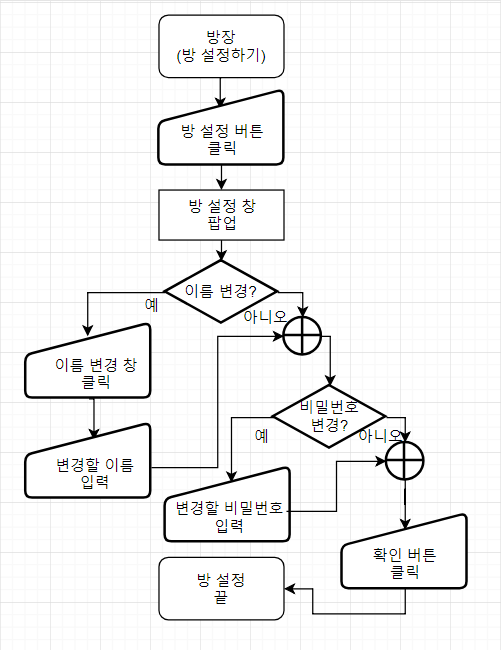 방장
(방 설정하기)
방 설정 버튼
클릭
방 설정 창
팝업
이름 변경?
예
아니오
이름 변경 창
클릭
변경할 이름
입력
비밀번호
변경?
예
아니오
변경할 비밀번호
입력
확인 버튼
클릭
방 설정
끝